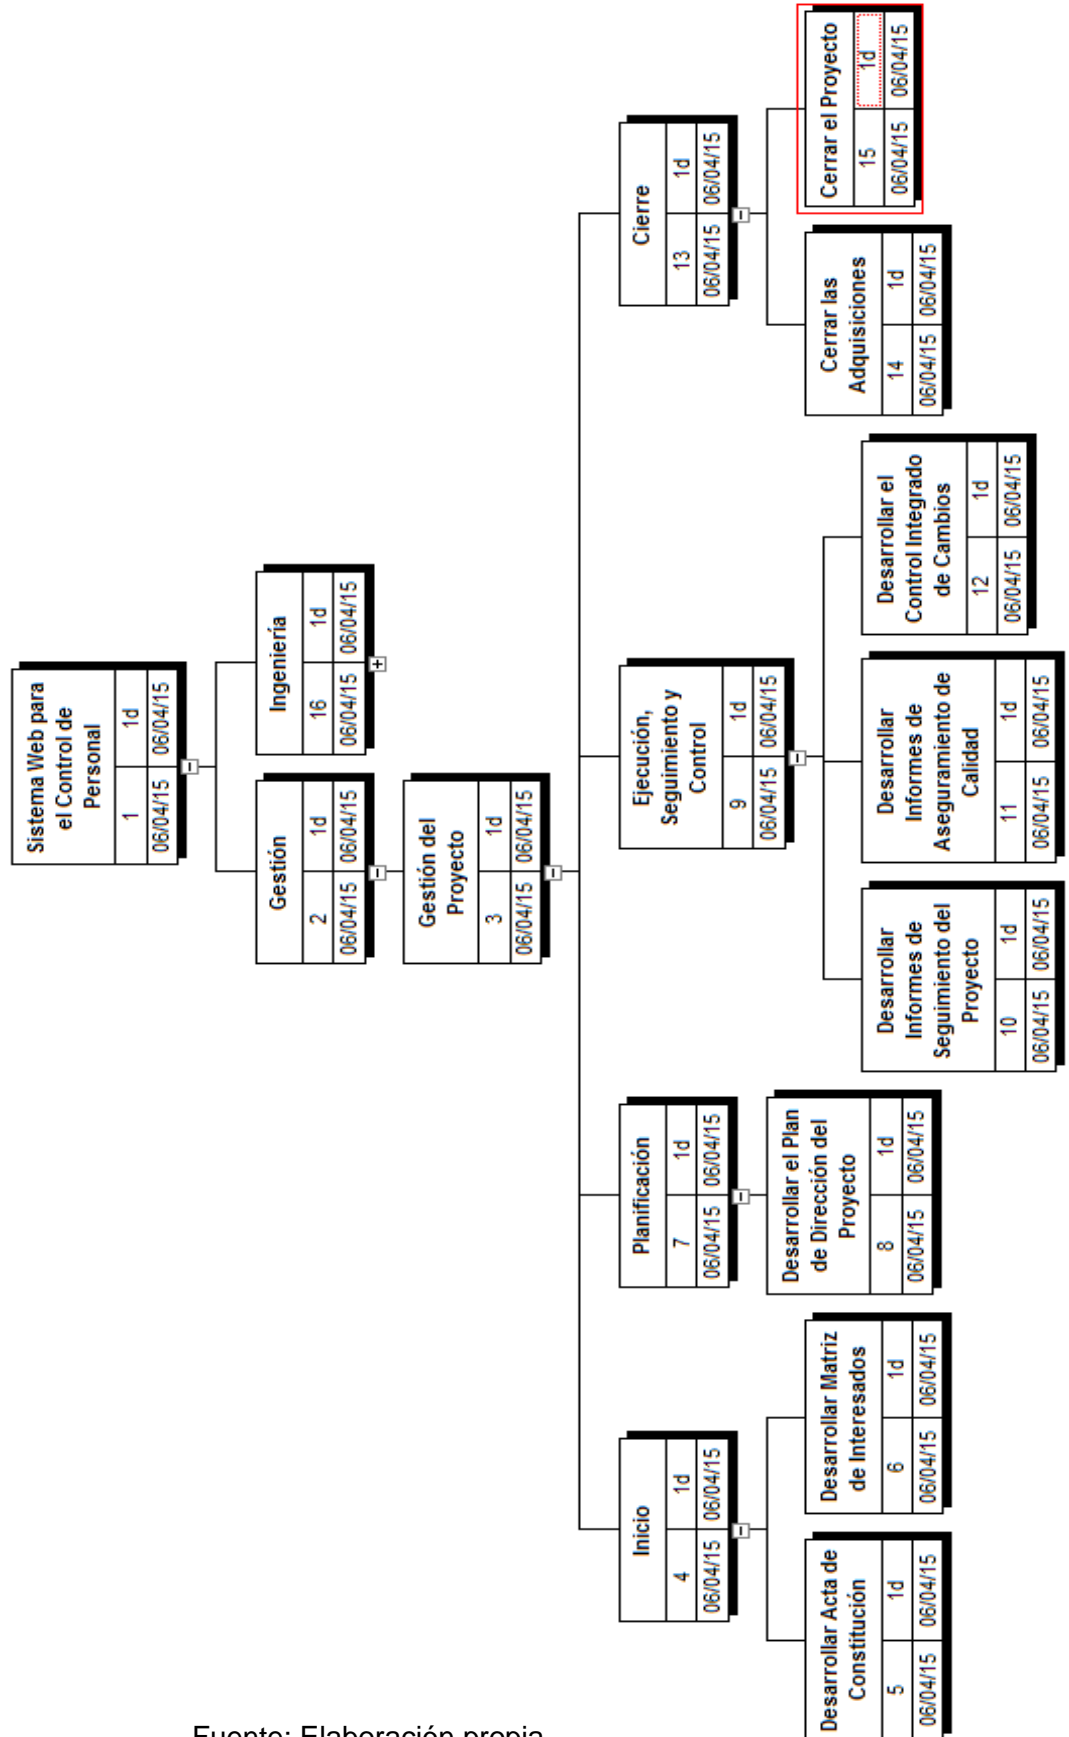 Sistema Web para
el Control de
Personal
1 1d
06/04/15 06/04/15
Gestión
2 1d
06/04/15 06/04/15
Ingeniería
16 1d
06/04/15 06/04/15
Gestión del
Proyecto
3 1d
06/04/15 06/04/15
Inicio
4 1d
06/04/15 06/04/15
Planificación
7 1d
06/04/15 06/04/15
Ejecución,
Seguimiento y
Control
9 1d
06/04/15 06/04/15
Cierre
13 1d
06/04/15 06/04/15
Desarrollar Acta de
Constitución
5 1d
06/04/15 06/04/15
Desarrollar Matriz
de Interesados
6 1d
06/04/15 06/04/15
Desarrollar el Plan
de Dirección del
Proyecto
8 1d
06/04/15 06/04/15
Desarrollar
Informes de
Seguimiento del
Proyecto
10 1d
06/04/15 06/04/15
Desarrollar
Informes de
Aseguramiento de
Calidad
11 1d
06/04/15 06/04/15
Desarrollar el
Control Integrado
de Cambios
12 1d
06/04/15 06/04/15
Cerrar las
Adquisiciones
14 1d
06/04/15 06/04/15
Cerrar el Proyecto
15 1d
06/04/15 06/04/15
Fuente: Elaboración propia